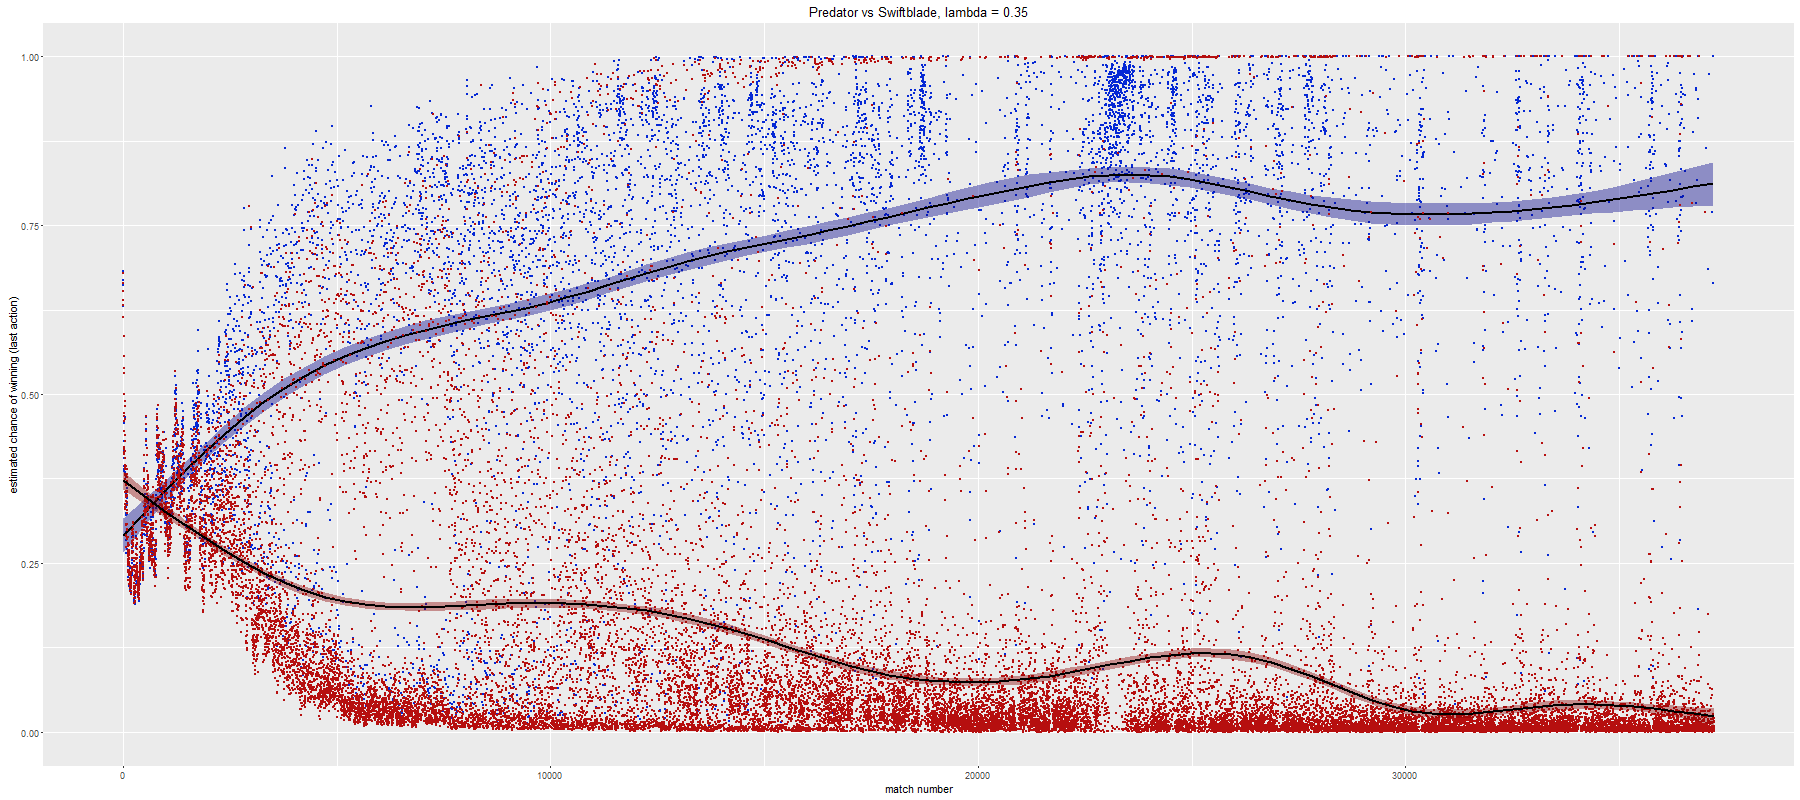 Predator vs Swiftblade, lambda = 0.35
1.00
0.75
0.50
0.25
0.00
estimated chance of winning (last action)
0 10000 20000 30000
match number